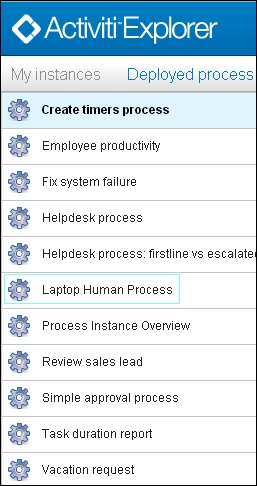 Activiti Explorer
My instances Deployed process
Create timers process
Employee productivity
Fix system failure
Helpdesk process
Helpdesk process: firstline vs escalated
Laptop Human Process
Process Instance Overview
Review sales lead
Simple approval process
Task duration report
Vacation request